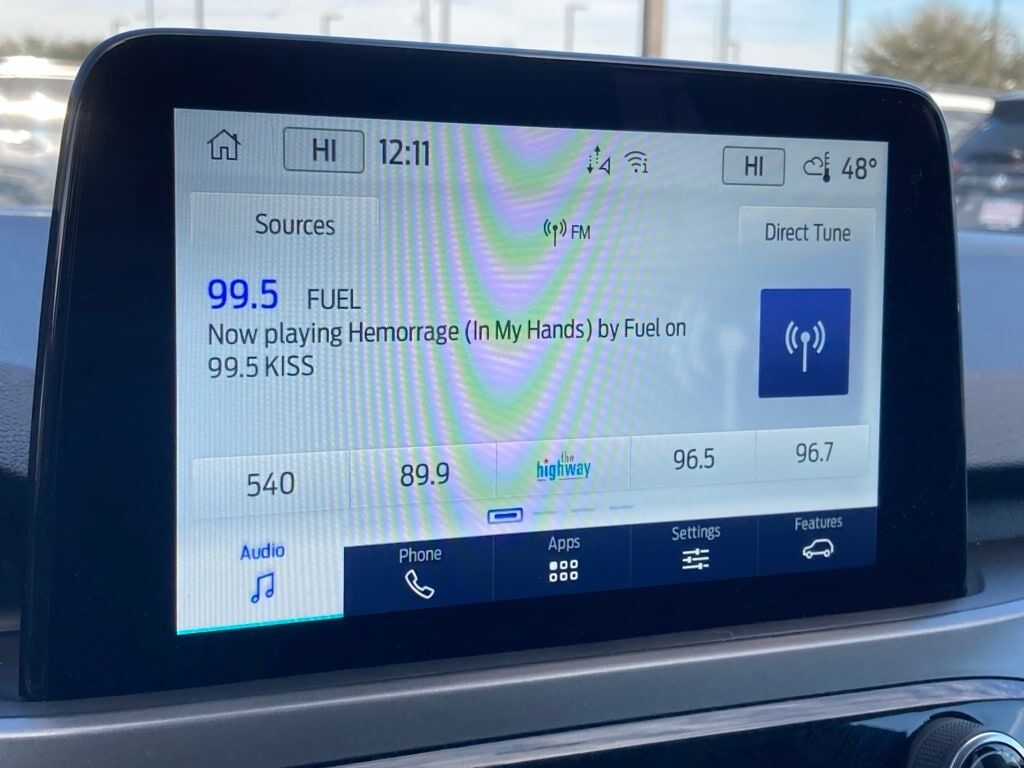 HI 12:11 HI 48°
Sources FM Direct Tune
99.5 FUEL
Now playing Hemorrage (In My Hands) by Fuel on
99.5 KISS
540 89.9 the highway 96.5 96.7
Audio Phone Apps Settings Features